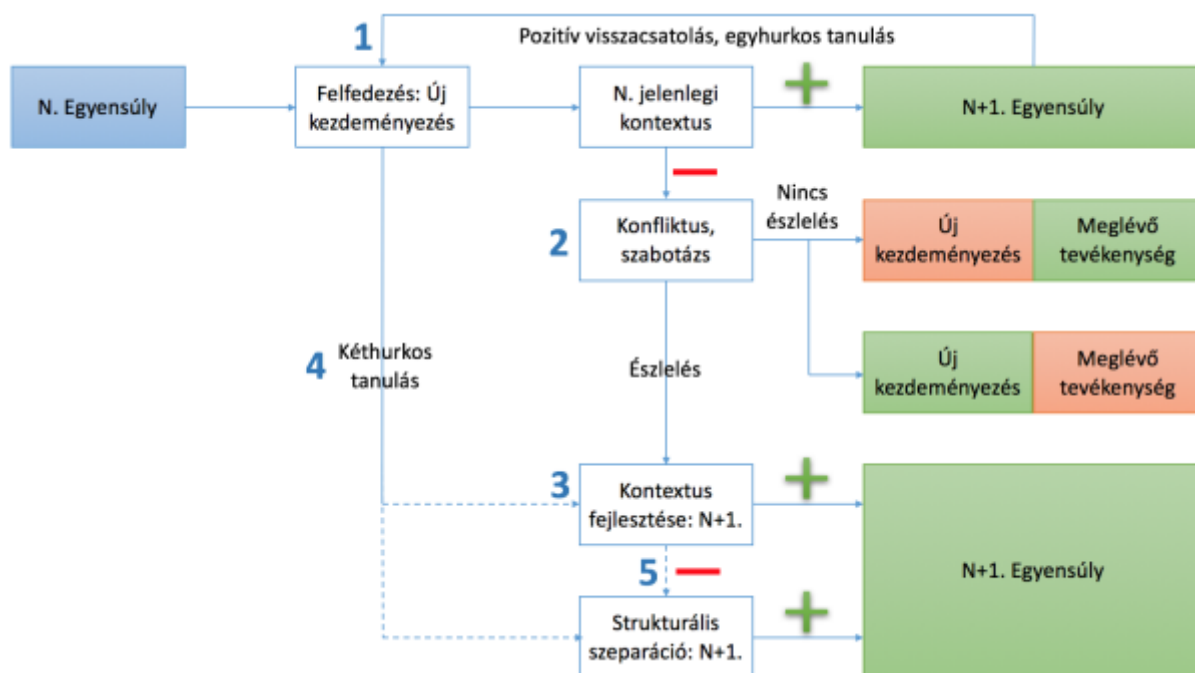 1
Pozitív visszacsatolás, egyhurkos tanulás
N. Egyensúly
Felfedezés: Új
kezdeményezés
N. jelenlegi
kontextus
N+1. Egyensúly
2
Konfliktus,
szabotázs
Nincs
észlelés
Új
kezdeményezés
Meglévő
tevékenység
4
Kéthurkos
tanulás
Észlelés
Új
kezdeményezés
Meglévő
tevékenység
3
Kontextus
fejlesztése: N+1.
N+1. Egyensúly
5
Strukturális
szeparáció: N+1.